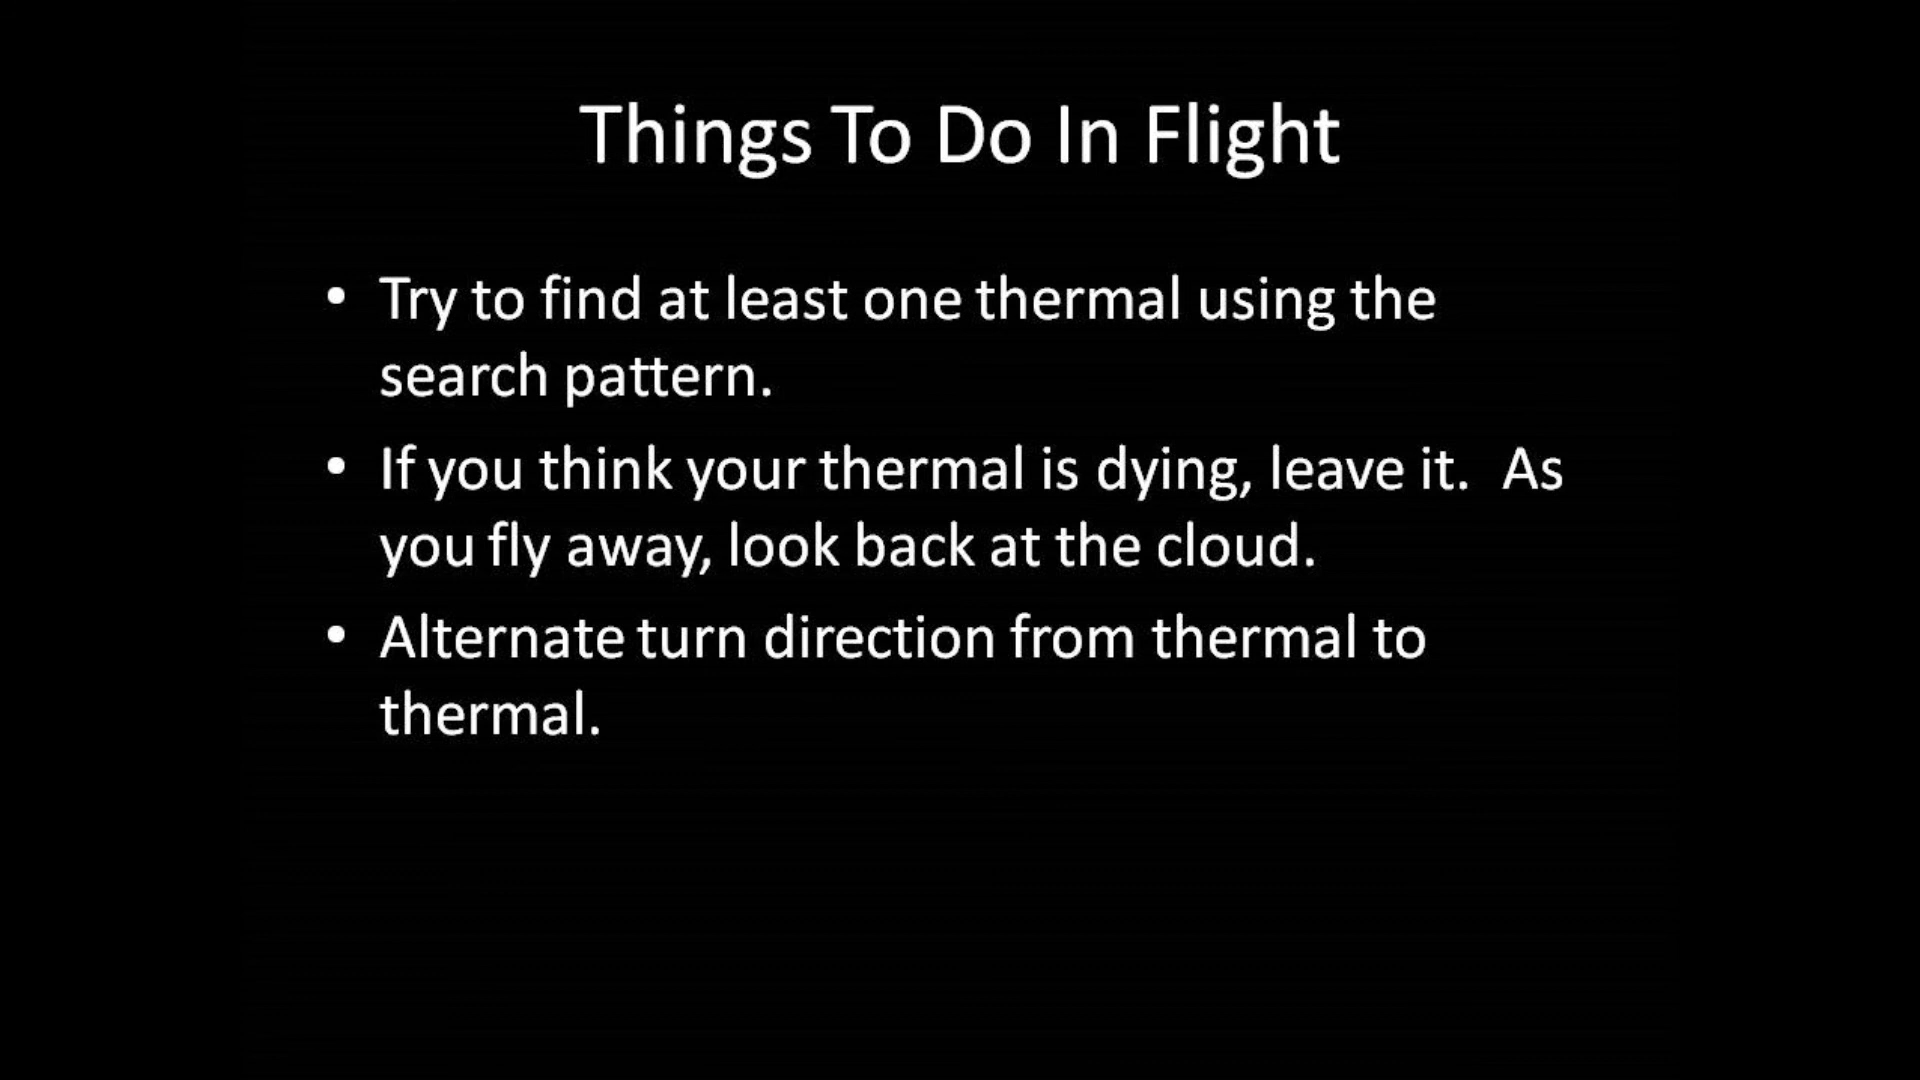 Things To Do In Flight
• Try to find at least one thermal using the
search pattern.
• If you think your thermal is dying, leave it.  As
you fly away, look back at the cloud.
• Alternate turn direction from thermal to
thermal.